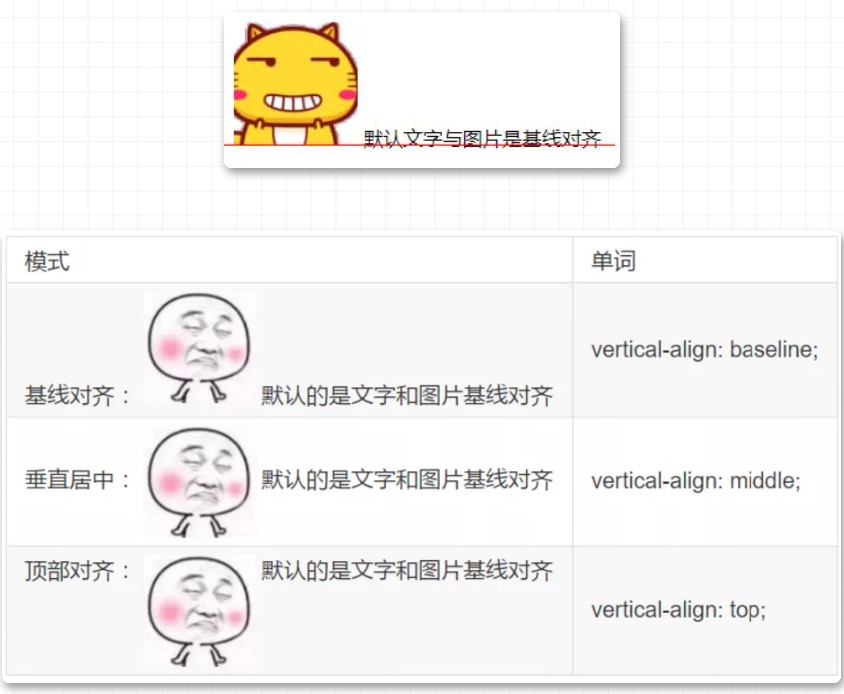 默认文字与图片是基线对齐
模式 单词
基线对齐： 默认的是文字和图片基线对齐 vertical-align: baseline;
垂直居中： 默认的是文字和图片基线对齐 vertical-align: middle;
顶部对齐： 默认的是文字和图片基线对齐 vertical-align: top;